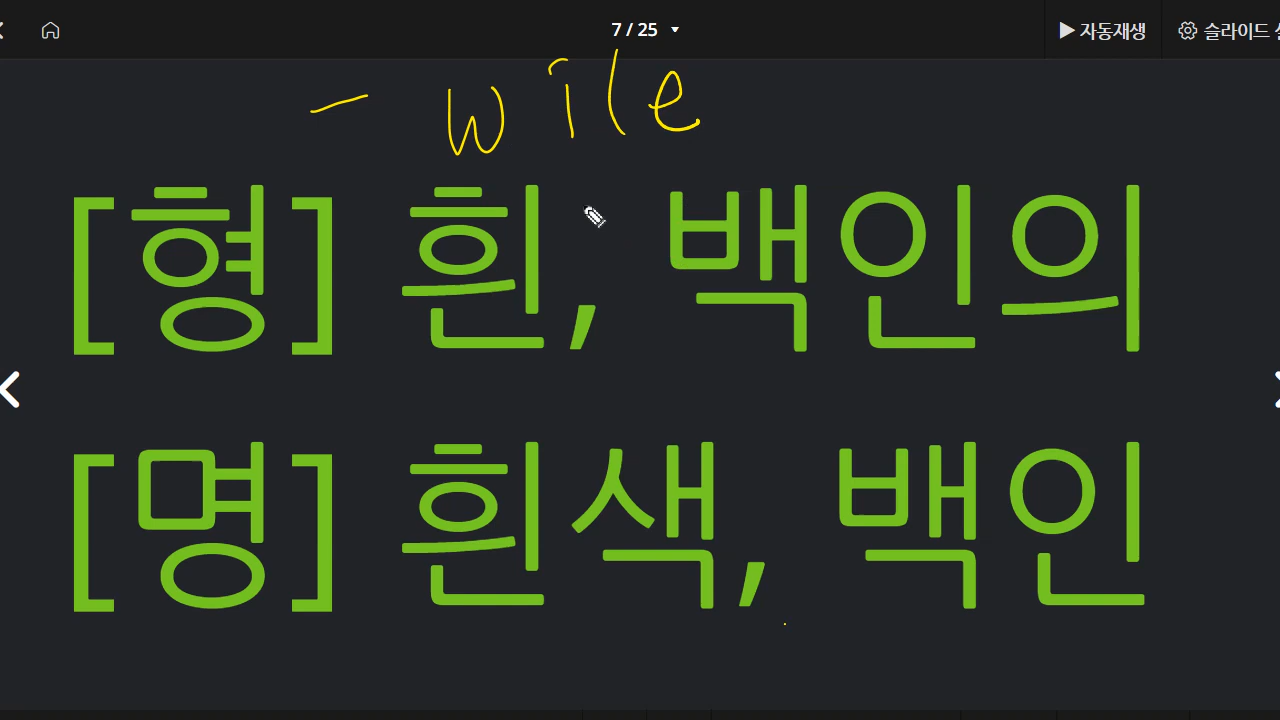 7 / 25
자동재생
슬라이드
- wile
[형] 흰, 백인의
[명] 흰색, 백인